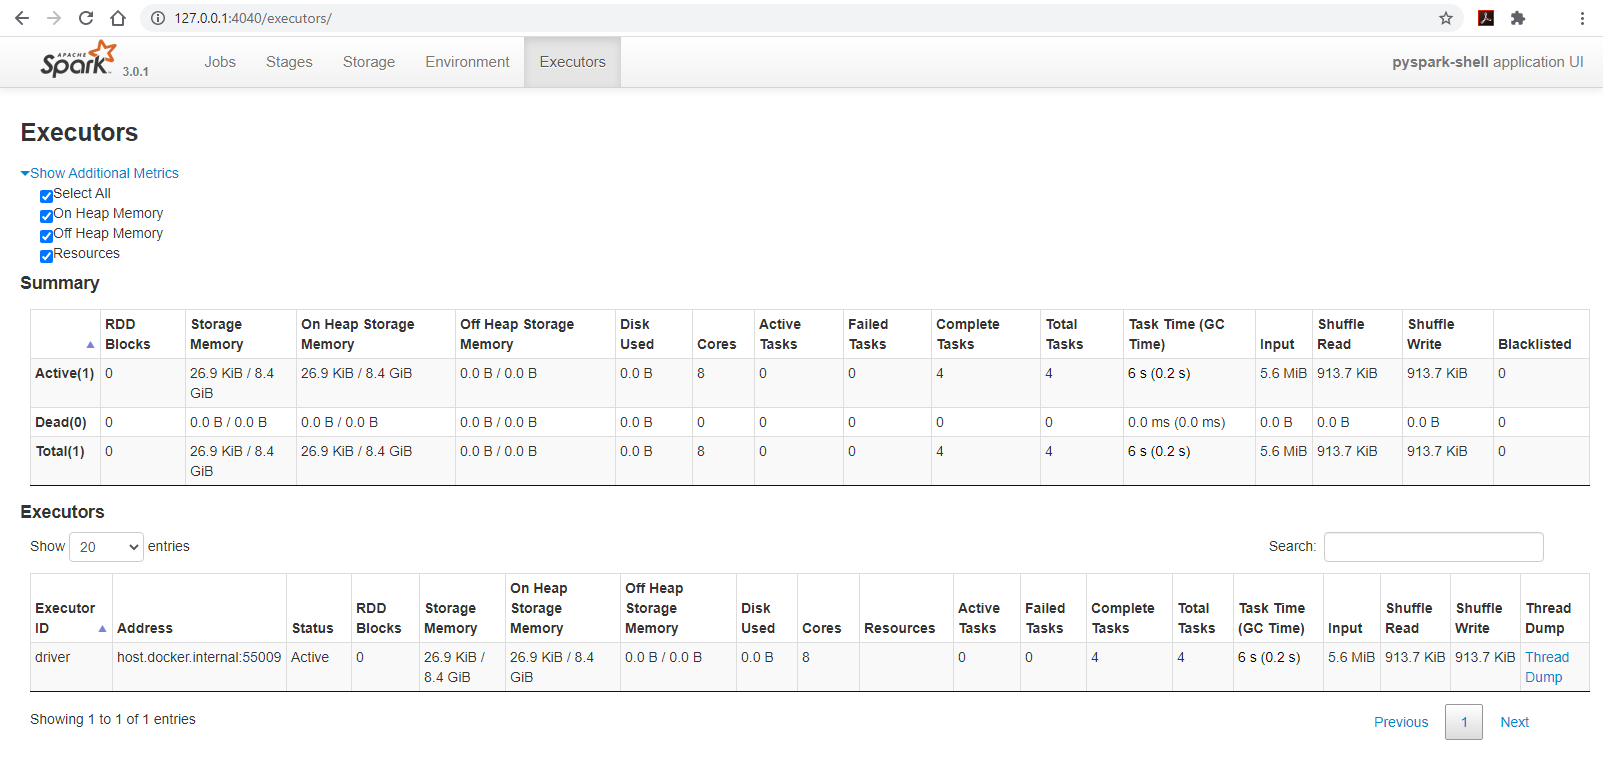 127.0.0.1:4040/executors/
APACHE Spark 3.0.1 Jobs Stages Storage Environment Executors pyspark-shell application UI
Executors
Show Additional Metrics
Select All
On Heap Memory
Off Heap Memory
Resources
Summary
RDD Blocks Storage Memory On Heap Storage Memory Off Heap Storage Memory Disk Used Cores Active Tasks Failed Tasks Complete Tasks Total Tasks Task Time (GC Time) Input Shuffle Read Shuffle Write Blacklisted
Active(1) 0 26.9 KiB / 8.4 GiB 26.9 KiB / 8.4 GiB 0.0 B / 0.0 B 0.0 B 8 0 0 4 4 6 s (0.2 s) 5.6 MiB 913.7 KiB 913.7 KiB 0
Dead(0) 0 0.0 B / 0.0 B 0.0 B / 0.0 B 0.0 B / 0.0 B 0.0 B 0 0 0 0 0 0.0 ms (0.0 ms) 0.0 B 0.0 B 0.0 B 0
Total(1) 0 26.9 KiB / 8.4 GiB 26.9 KiB / 8.4 GiB 0.0 B / 0.0 B 0.0 B 8 0 0 4 4 6 s (0.2 s) 5.6 MiB 913.7 KiB 913.7 KiB 0
Executors
Show 20 entries Search:
Executor ID Address Status RDD Blocks Storage Memory On Heap Storage Memory Off Heap Storage Memory Disk Used Cores Resources Active Tasks Failed Tasks Complete Tasks Total Tasks Task Time (GC Time) Input Shuffle Read Shuffle Write Thread Dump
driver host.docker.internal:55009 Active 0 26.9 KiB / 8.4 GiB 26.9 KiB / 8.4 GiB 0.0 B / 0.0 B 0.0 B 8 0 0 4 4 6 s (0.2 s) 5.6 MiB 913.7 KiB 913.7 KiB Thread Dump
Showing 1 to 1 of 1 entries Previous 1 Next